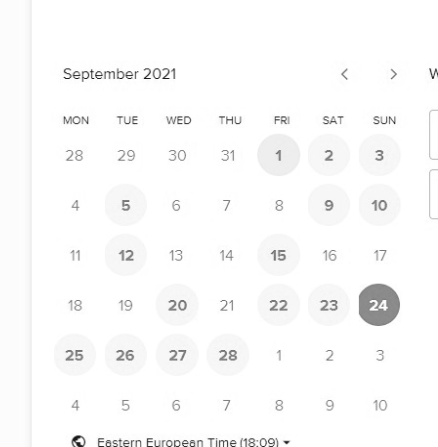 September 2021
W
MON TUE WED THU FRI SAT SUN
28 29 30 31 1 2 3
4 5 6 7 8 9 10
11 12 13 14 15 16 17
18 19 20 21 22 23 24
25 26 27 28 1 2 3
4 5 6 7 8 9 10
Eastern European Time (18:09)